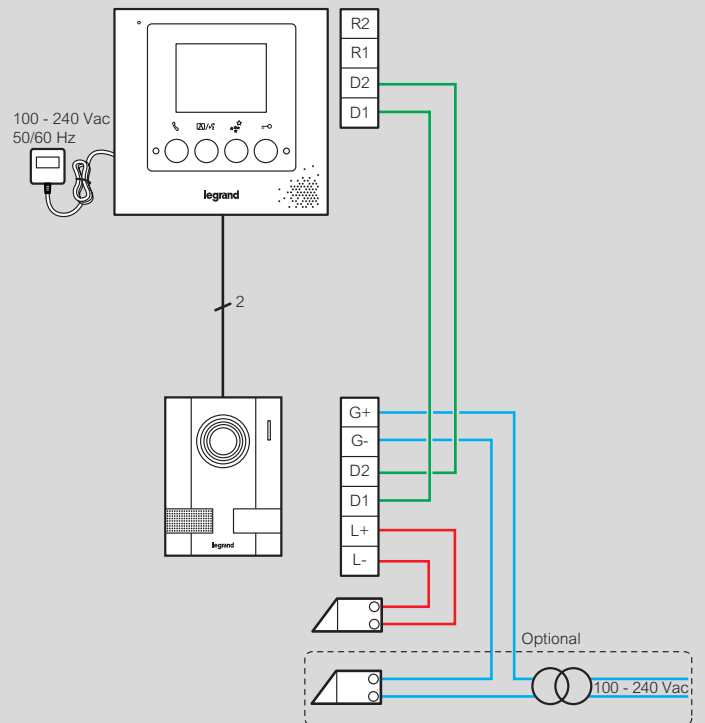 R2
R1
D2
D1
100 - 240 Vac
50/60 Hz
legrand
2
G+
G-
D2
D1
L+
L-
legrand
Optional
100 - 240 Vac